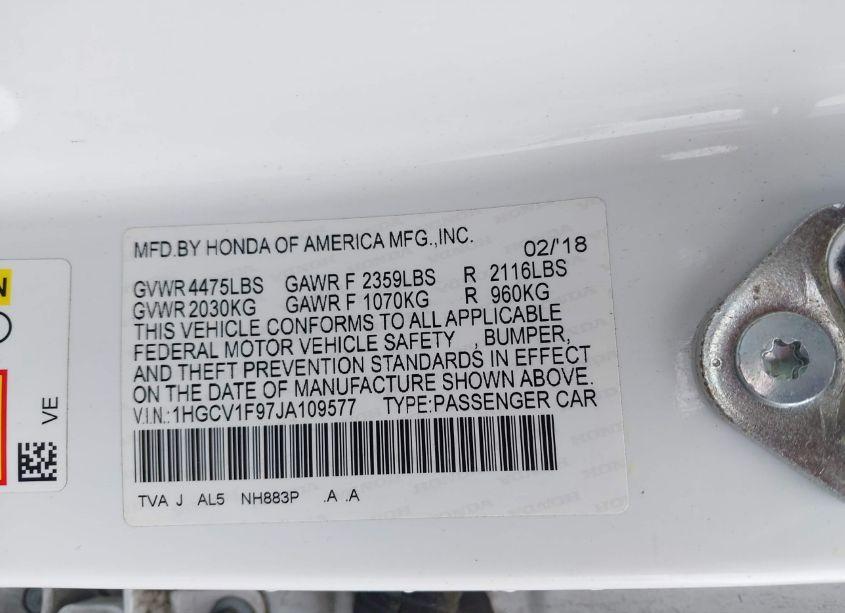 MFD.BY HONDA OF AMERICA MFG.,INC. 02/'18
GVWR 4475LBS GAWR F 2359LBS R 2116LBS
GVWR 2030KG GAWR F 1070KG R 960KG
THIS VEHICLE CONFORMS TO ALL APPLICABLE
FEDERAL MOTOR VEHICLE SAFETY , BUMPER,
AND THEFT PREVENTION STANDARDS IN EFFECT
ON THE DATE OF MANUFACTURE SHOWN ABOVE.
V.I.N.:1HGCV1F97JA109577 TYPE:PASSENGER CAR
TVA J AL5 NH883P .A .A
VE
N